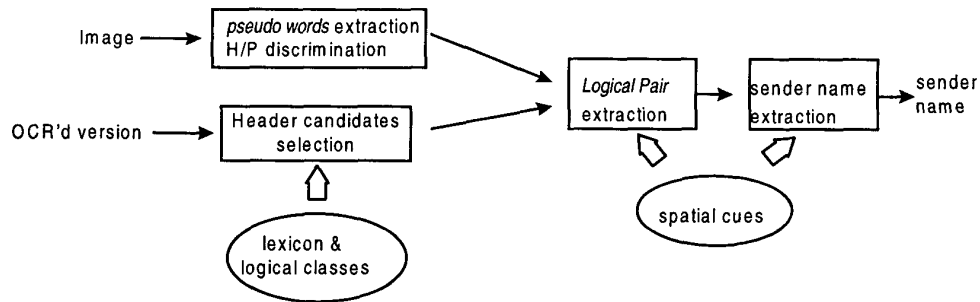 Image
pseudo words extraction
H/P discrimination
OCR'd version
Header candidates
selection
lexicon &
logical classes
Logical Pair
extraction
sender name
extraction
sender
name
spatial cues